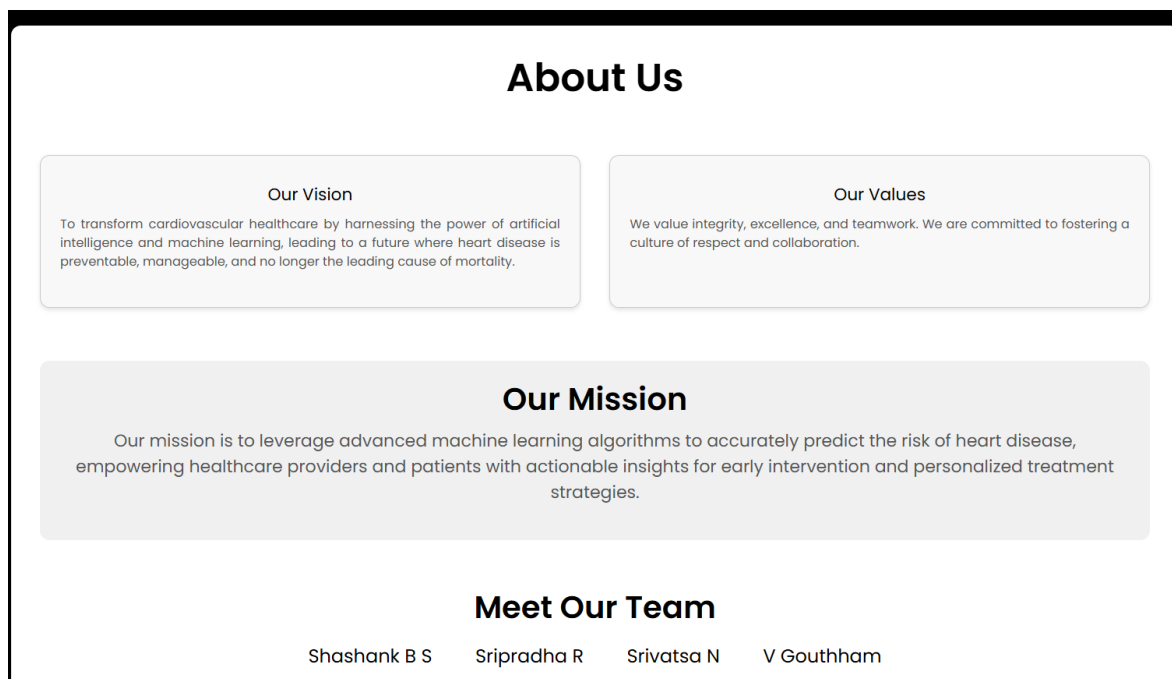 About Us
Our Vision
To transform cardiovascular healthcare by harnessing the power of artificial
intelligence and machine learning, leading to a future where heart disease is
preventable, manageable, and no longer the leading cause of mortality.
Our Values
We value integrity, excellence, and teamwork. We are committed to fostering a
culture of respect and collaboration.
Our Mission
Our mission is to leverage advanced machine learning algorithms to accurately predict the risk of heart disease,
empowering healthcare providers and patients with actionable insights for early intervention and personalized treatment
strategies.
Meet Our Team
Shashank B S Sripradha R Srivatsa N V Gouthham